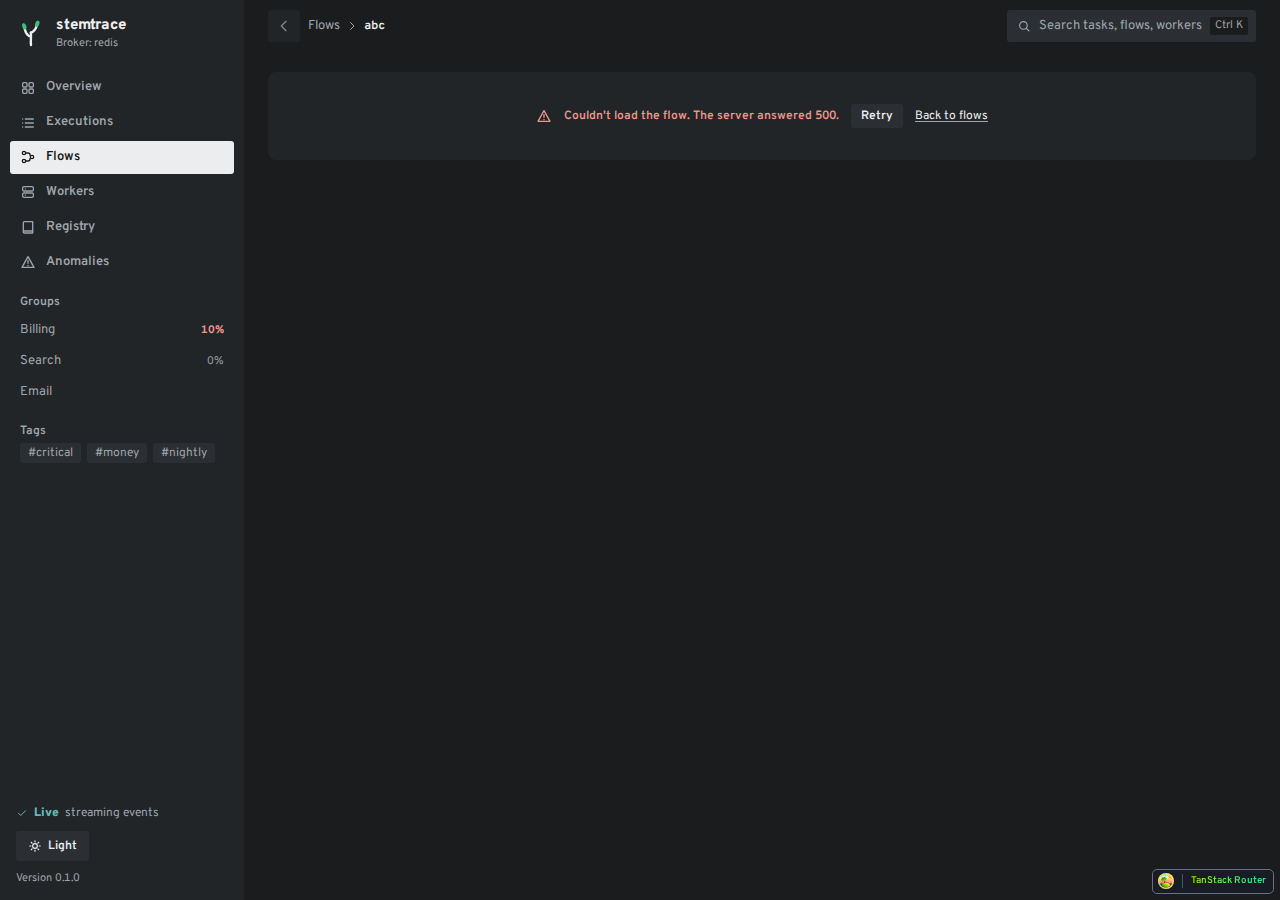 stemtrace
Broker: redis
Overview
Executions
Flows
Workers
Registry
Anomalies
Groups
Billing 10%
Search 0%
Email
Tags
#critical #money #nightly
Live streaming events
Light
Version 0.1.0
Flows > abc
Search tasks, flows, workers Ctrl K
Couldn't load the flow. The server answered 500. Retry Back to flows
TanStack Router